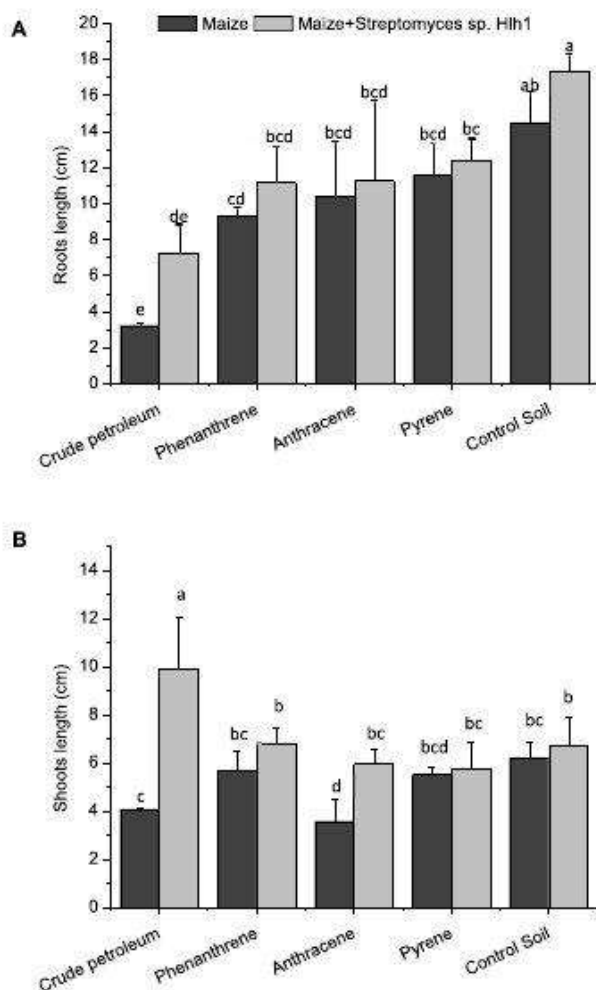 A
Maize
Maize+Streptomyces sp. Hlh1
20
18
16
14
12
10
8
6
4
2
0
Roots length (cm)
e
de
cd
bcd
bcd
bcd
bcd
bc
ab
a
Crude petroleum
Phenanthrene
Anthracene
Pyrene
Control Soil
B
14
12
10
8
6
4
2
0
Shoots length (cm)
c
a
bc
b
d
bc
bcd
bc
bc
b
Crude petroleum
Phenanthrene
Anthracene
Pyrene
Control Soil